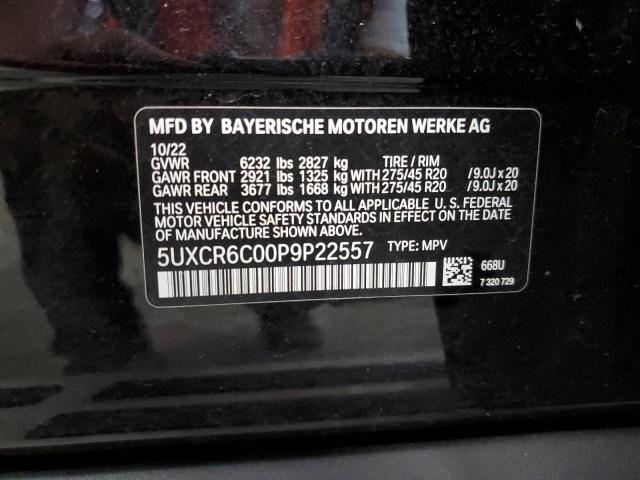 MFD BY BAYERISCHE MOTOREN WERKE AG
10/22
GVWR 6232 lbs 2827 kg TIRE / RIM
GAWR FRONT 2921 lbs 1325 kg WITH 275/45 R20 / 9.0J x 20
GAWR REAR 3677 lbs 1668 kg WITH 275/45 R20 / 9.0J x 20
THIS VEHICLE CONFORMS TO ALL APPLICABLE U. S. FEDERAL
MOTOR VEHICLE SAFETY STANDARDS IN EFFECT ON THE DATE
OF MANUFACTURE SHOWN ABOVE.
5UXCR6C00P9P22557 TYPE: MPV
668U
7 320 729